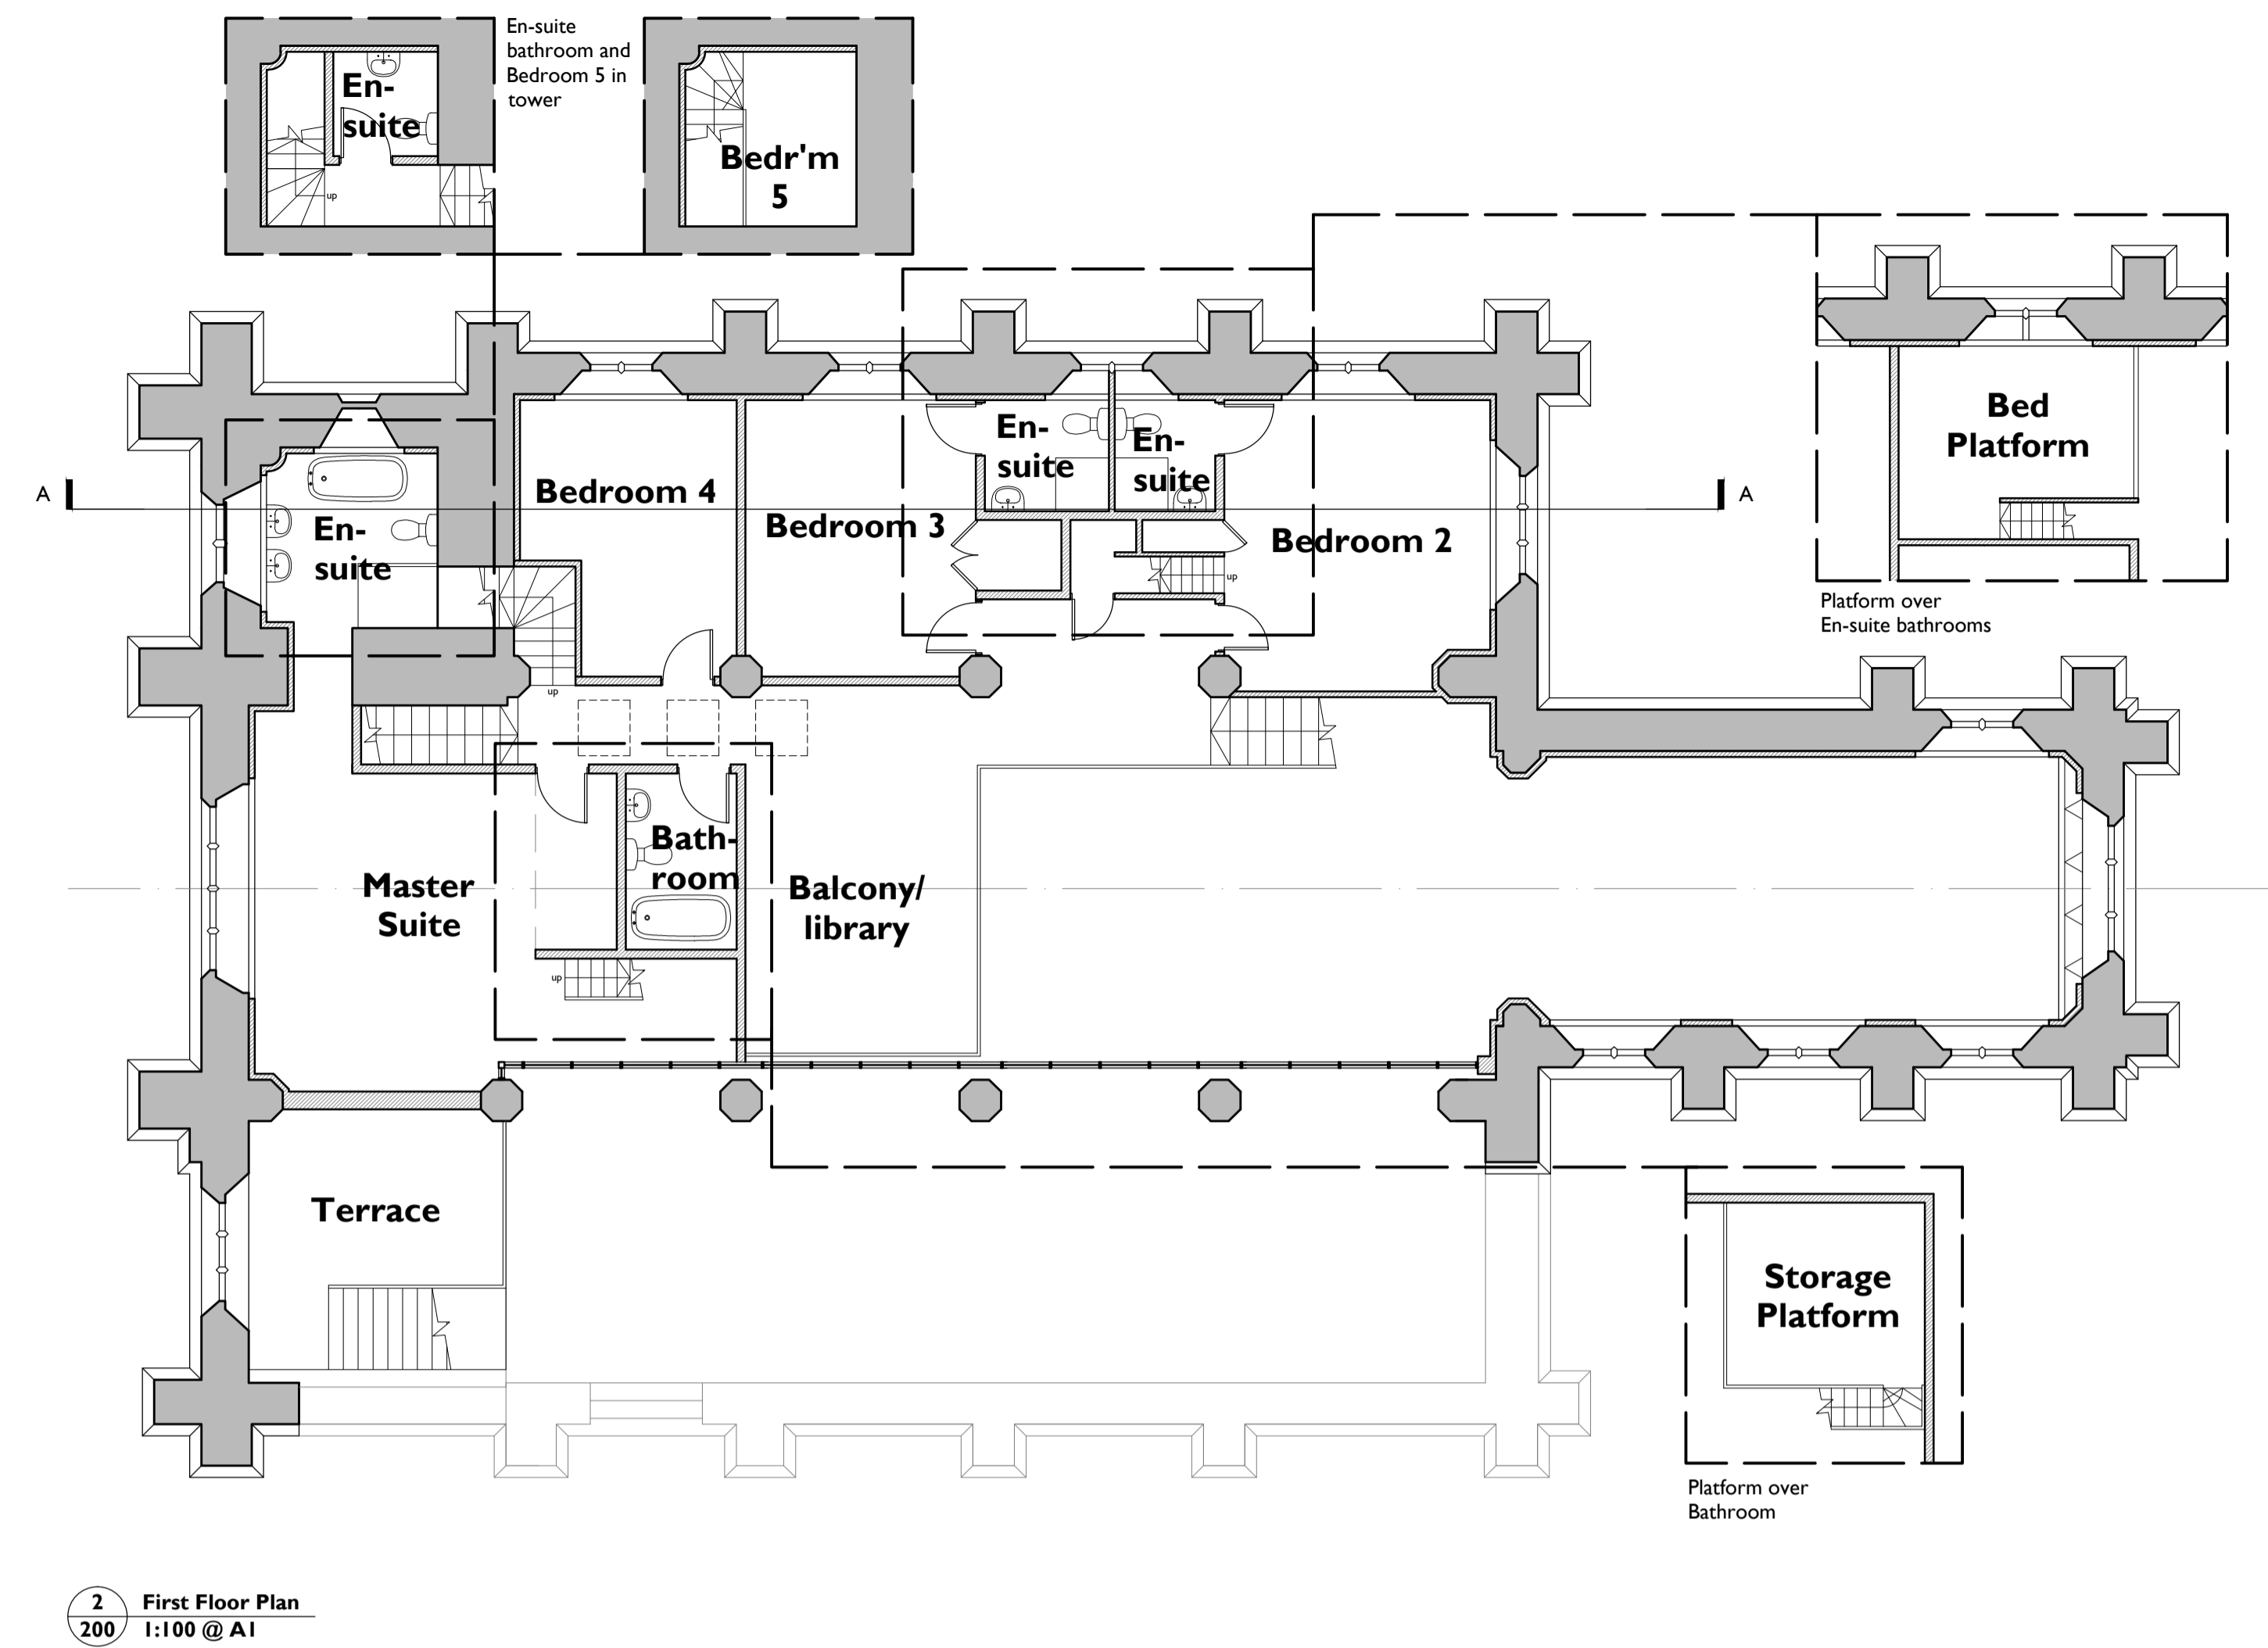 En-suite
bathroom and
Bedroom 5 in
tower
En-
suite
up
Bedr'm
5
Bed
Platform
Platform over
En-suite bathrooms
A
A
Bedroom 4
Bedroom 3
En-
suite
En-
suite
Bedroom 2
En-
suite
up
up
Master
Suite
Bath-
room
Balcony/
library
up
Terrace
Storage
Platform
Platform over
Bathroom
2
200
First Floor Plan
1:100 @ A1